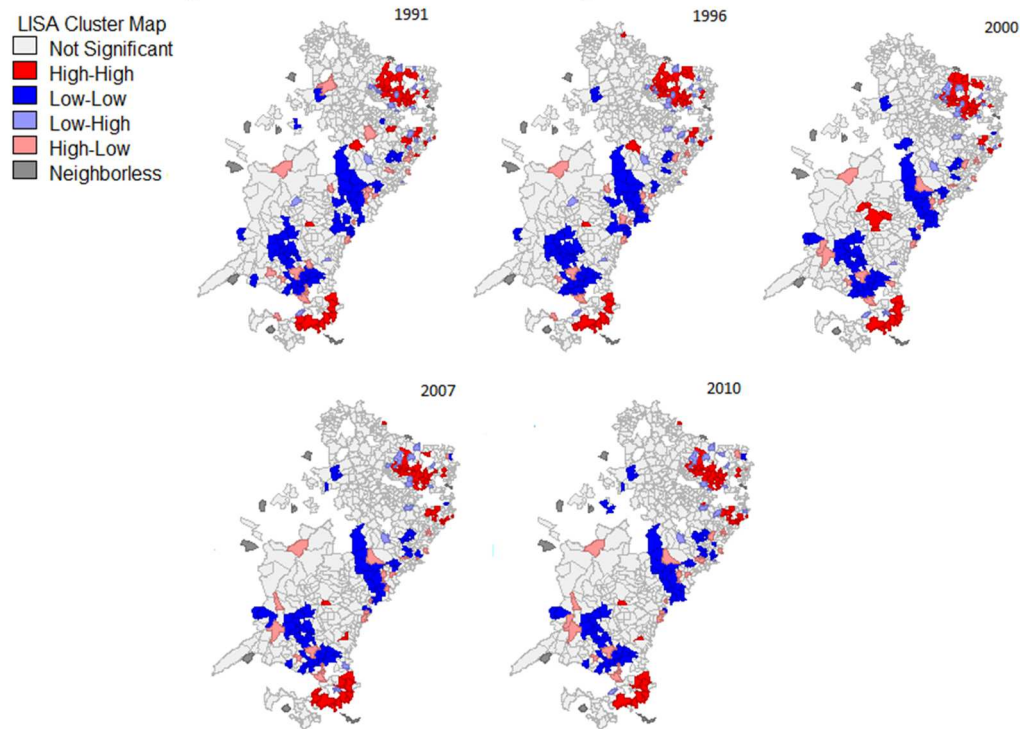 1991
1996
2000
LISA Cluster Map
Not Significant
High-High
Low-Low
Low-High
High-Low
Neighborless
2007
2010